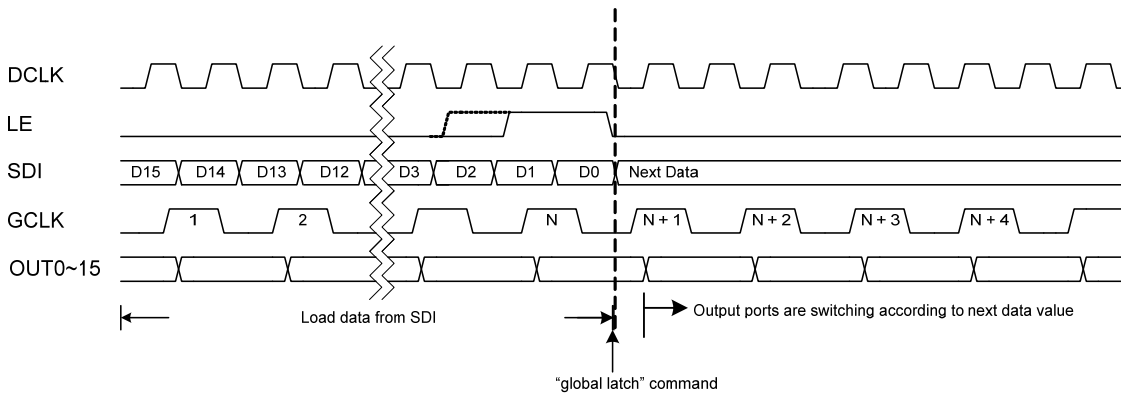 DCLK
LE
SDI D15 D14 D13 D12 D3 D2 D1 D0 Next Data
GCLK 1 2 N N + 1 N + 2 N + 3 N + 4
OUT0~15
Load data from SDI
Output ports are switching according to next data value
“global latch” command